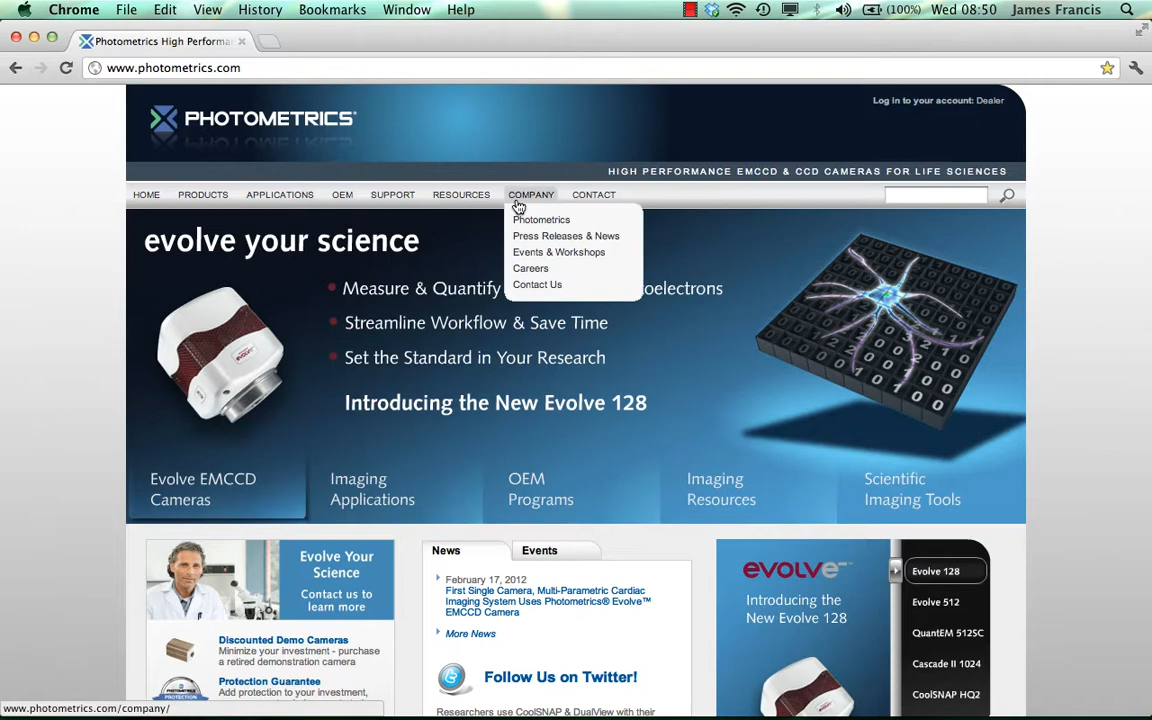 Chrome File Edit View History Bookmarks Window Help (100%) Wed 08:50 James Francis
Photometrics High Performa
www.photometrics.com
Log in to your account: Dealer
PHOTOMETRICS®
HIGH PERFORMANCE EMCCD & CCD CAMERAS FOR LIFE SCIENCES
HOME PRODUCTS APPLICATIONS OEM SUPPORT RESOURCES COMPANY CONTACT
Photometrics
Press Releases & News
Events & Workshops
Careers
Contact Us
evolve your science
Measure & Quantify toelectrons
Streamline Workflow & Save Time
Set the Standard in Your Research
Introducing the New Evolve 128
Evolve EMCCD
Cameras
Imaging
Applications
OEM
Programs
Imaging
Resources
Scientific
Imaging Tools
Evolve Your
Science
Contact us to
learn more
Discounted Demo Cameras
Minimize your investment - purchase
a retired demonstration camera
PHOTOMETRICS
PROTECTION
Protection Guarantee
Add protection to your investment,
News Events
February 17, 2012
First Single Camera, Multi-Parametric Cardiac
Imaging System Uses Photometrics® Evolve™
EMCCD Camera
More News
Follow Us on Twitter!
Researchers use CoolSNAP & DualView with their
evolve™
Introducing the
New Evolve 128
Evolve 128
Evolve 512
QuantEM 512SC
Cascade II 1024
CoolSNAP HQ2
www.photometrics.com/company/